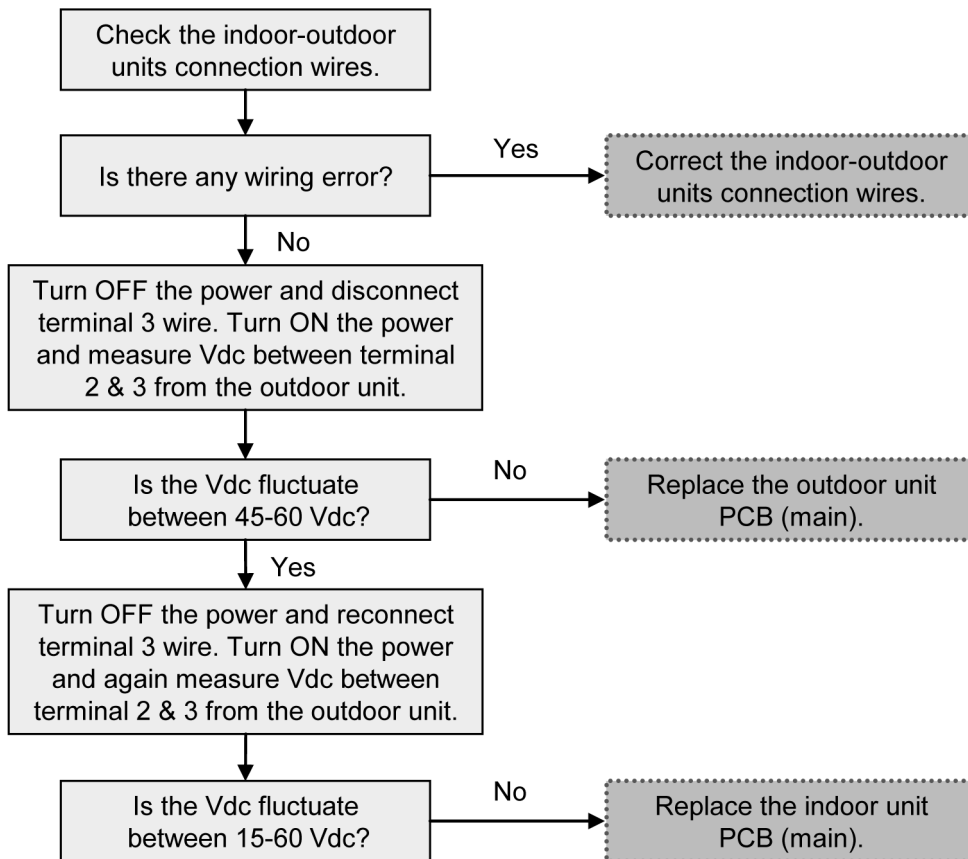 Check the indoor-outdoor
units connection wires.
Is there any wiring error?
Yes
Correct the indoor-outdoor
units connection wires.
No
Turn OFF the power and disconnect
terminal 3 wire. Turn ON the power
and measure Vdc between terminal
2 & 3 from the outdoor unit.
Is the Vdc fluctuate
between 45-60 Vdc?
No
Replace the outdoor unit
PCB (main).
Yes
Turn OFF the power and reconnect
terminal 3 wire. Turn ON the power
and again measure Vdc between
terminal 2 & 3 from the outdoor unit.
Is the Vdc fluctuate
between 15-60 Vdc?
No
Replace the indoor unit
PCB (main).